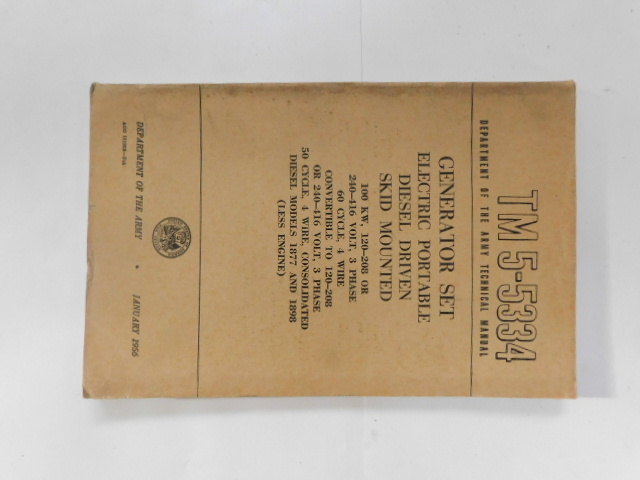 TM 5-5334
DEPARTMENT OF THE ARMY TECHNICAL MANUAL
GENERATOR SET
ELECTRIC PORTABLE
DIESEL DRIVEN
SKID MOUNTED
100 KW, 120-208 OR
240-416 VOLT, 3 PHASE
60 CYCLE, 4 WIRE
CONVERTIBLE TO 120-208
OR 240-416 VOLT, 3 PHASE
50 CYCLE, 4 WIRE, CONSOLIDATED
DIESEL MODELS 1877 AND 1898
(LESS ENGINE)
DEPARTMENT OF THE ARMY • JANUARY 1956